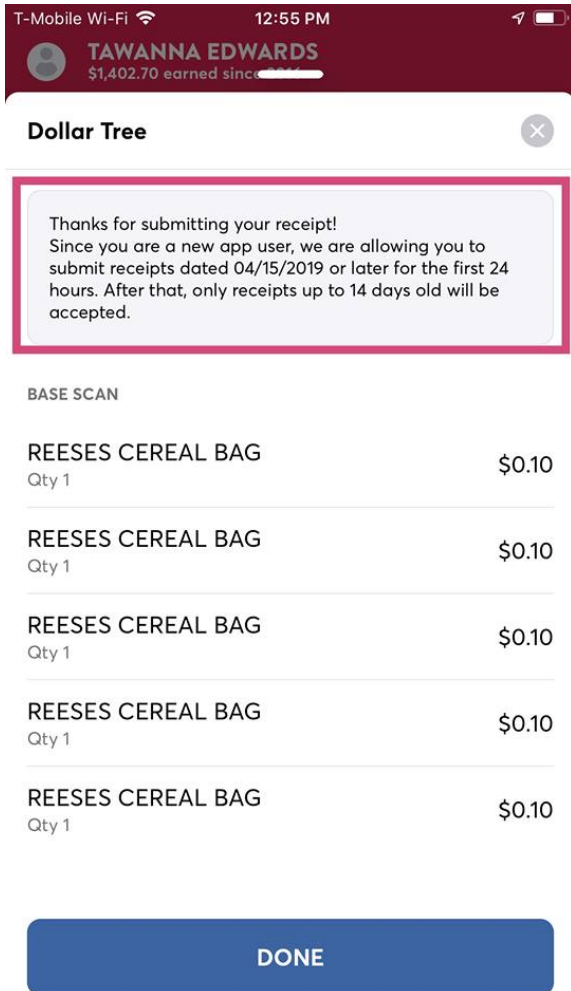 T-Mobile Wi-Fi 12:55 PM
TAWANNA EDWARDS
$1,402.70 earned since
Dollar Tree
Thanks for submitting your receipt!
Since you are a new app user, we are allowing you to
submit receipts dated 04/15/2019 or later for the first 24
hours. After that, only receipts up to 14 days old will be
accepted.
BASE SCAN
REESES CEREAL BAG
$0.10
Qty 1
REESES CEREAL BAG
$0.10
Qty 1
REESES CEREAL BAG
$0.10
Qty 1
REESES CEREAL BAG
$0.10
Qty 1
REESES CEREAL BAG
$0.10
Qty 1
DONE